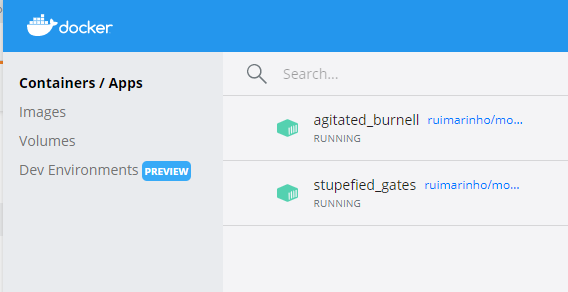 docker
Containers / Apps
Images
Volumes
Dev Environments PREVIEW
Search...
agitated_burnell ruimarinho/mo...
RUNNING
stupefied_gates ruimarinho/mo...
RUNNING